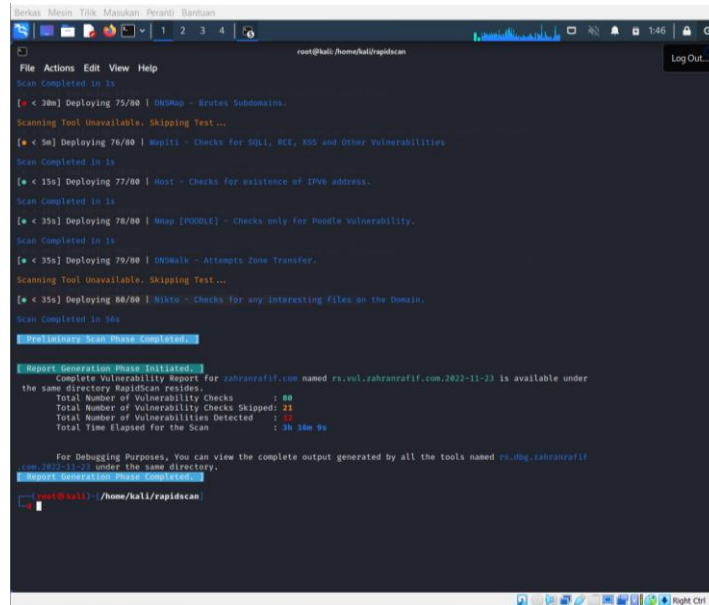 Berkas Mesin Tilik Masukan Peranti Bantuan
1 2 3 4
1:46
root@kali: /home/kali/rapidscan
Log Out...
File Actions Edit View Help
Scan Completed in 1s
[● < 30m] Deploying 75/80 | DNSMap - Brutes Subdomains.
Scanning Tool Unavailable. Skipping Test...
[● < 5m] Deploying 76/80 | Wapiti - Checks for SQLi, RCE, XSS and Other Vulnerabilities
Scan Completed in 1s
[● < 15s] Deploying 77/80 | Host - Checks for existence of IPV6 address.
Scan Completed in 1s
[● < 35s] Deploying 78/80 | Nmap [POODLE] - Checks only for Poodle Vulnerability.
Scan Completed in 1s
[● < 35s] Deploying 79/80 | DNSWalk - Attempts Zone Transfer.
Scanning Tool Unavailable. Skipping Test...
[● < 35s] Deploying 80/80 | Nikto - Checks for any interesting files on the Domain.
Scan Completed in 56s
[ Preliminary Scan Phase Completed. ]
[ Report Generation Phase Initiated. ]
Complete Vulnerability Report for zahranrafif.com named rs.vul.zahranrafif.com.2022-11-23 is available under
the same directory RapidScan resides.
Total Number of Vulnerability Checks : 80
Total Number of Vulnerability Checks Skipped: 21
Total Number of Vulnerabilities Detected : 12
Total Time Elapsed for the Scan : 3h 10m 9s
For Debugging Purposes, You can view the complete output generated by all the tools named rs.dbg.zahranrafif
.com.2022-11-23 under the same directory.
[ Report Generation Phase Completed. ]
(root㉿kali)-[/home/kali/rapidscan]
#
Right Ctrl